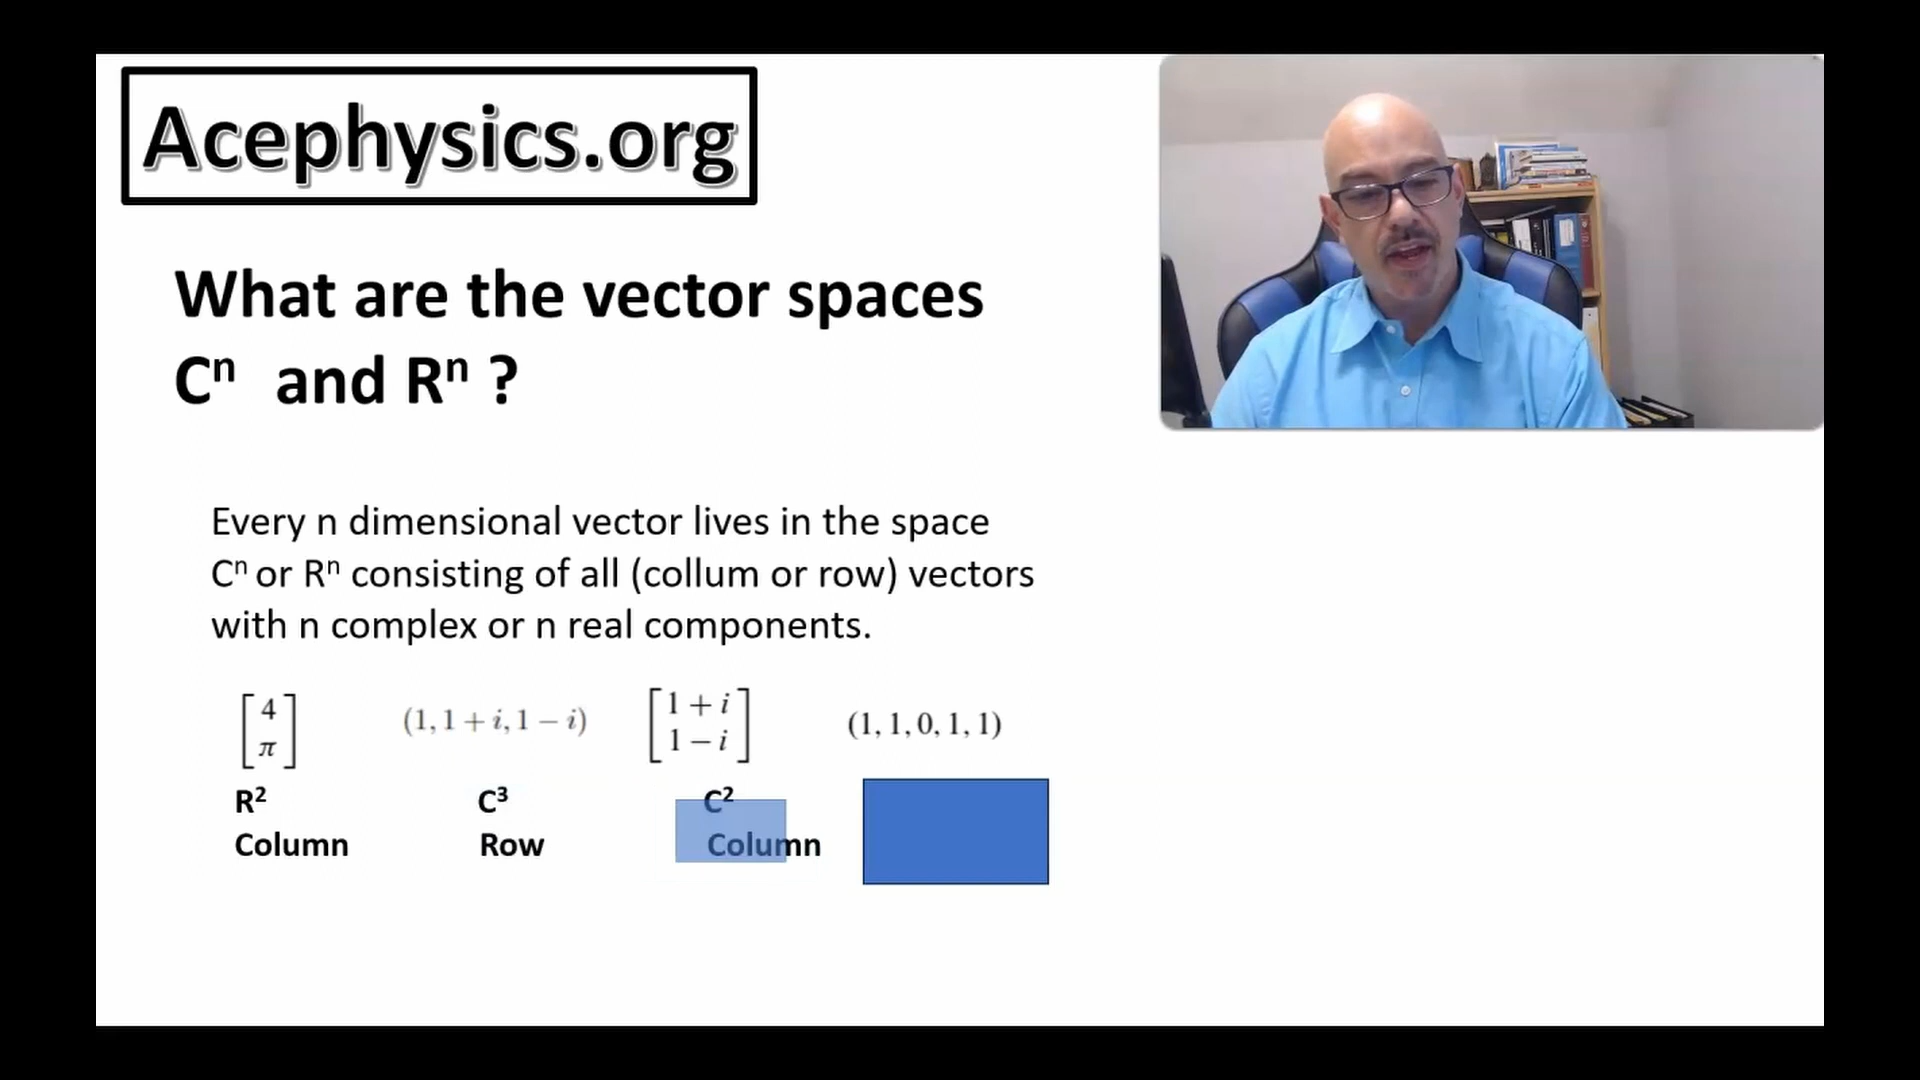 Acephysics.org
What are the vector spaces
Cⁿ and Rⁿ ?
Every n dimensional vector lives in the space
Cⁿ or Rⁿ consisting of all (collum or row) vectors
with n complex or n real components.
[4 π] (1, 1 + i, 1 − i) [1 + i 1 − i] (1, 1, 0, 1, 1)
R² C³ C²
Column Row Column